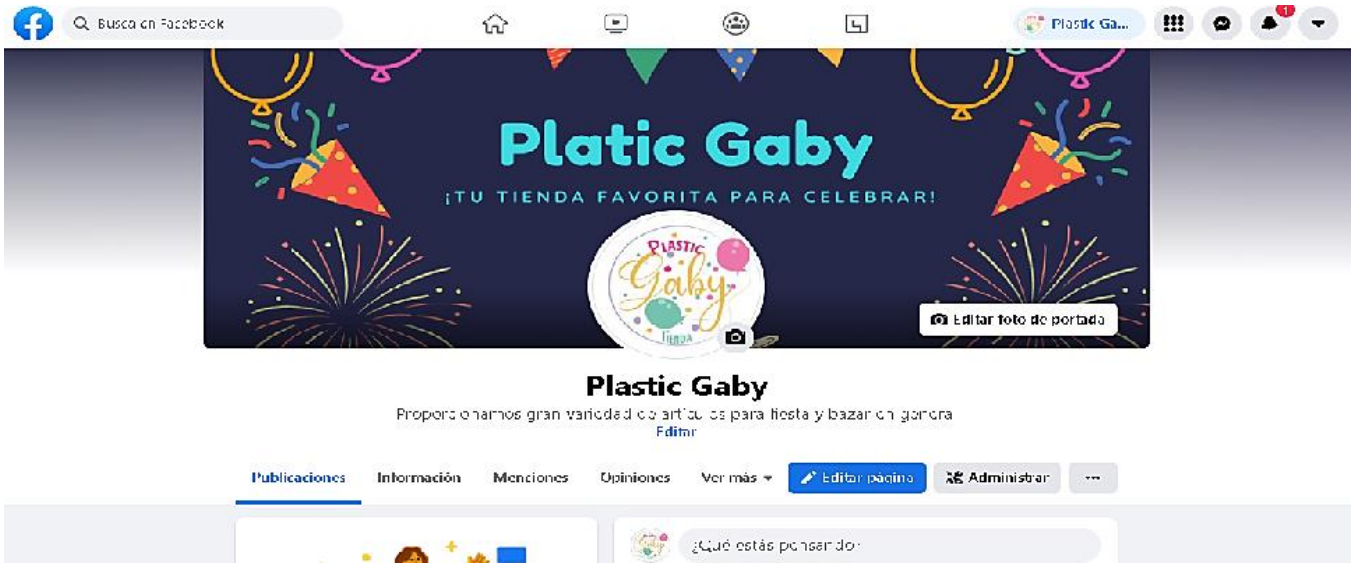 Busca en Facebook
Plastic Ga...
1
Platic Gaby
¡TU TIENDA FAVORITA PARA CELEBRAR!
PLASTIC
Gaby
TIENDA
Editar foto de portada
Plastic Gaby
Proporcionamos gran variedad de artículos para fiesta y bazar en general
Editar
Publicaciones Información Menciones Opiniones Ver más Editar página Administrar ...
Gaby
¿Qué estás pensando?